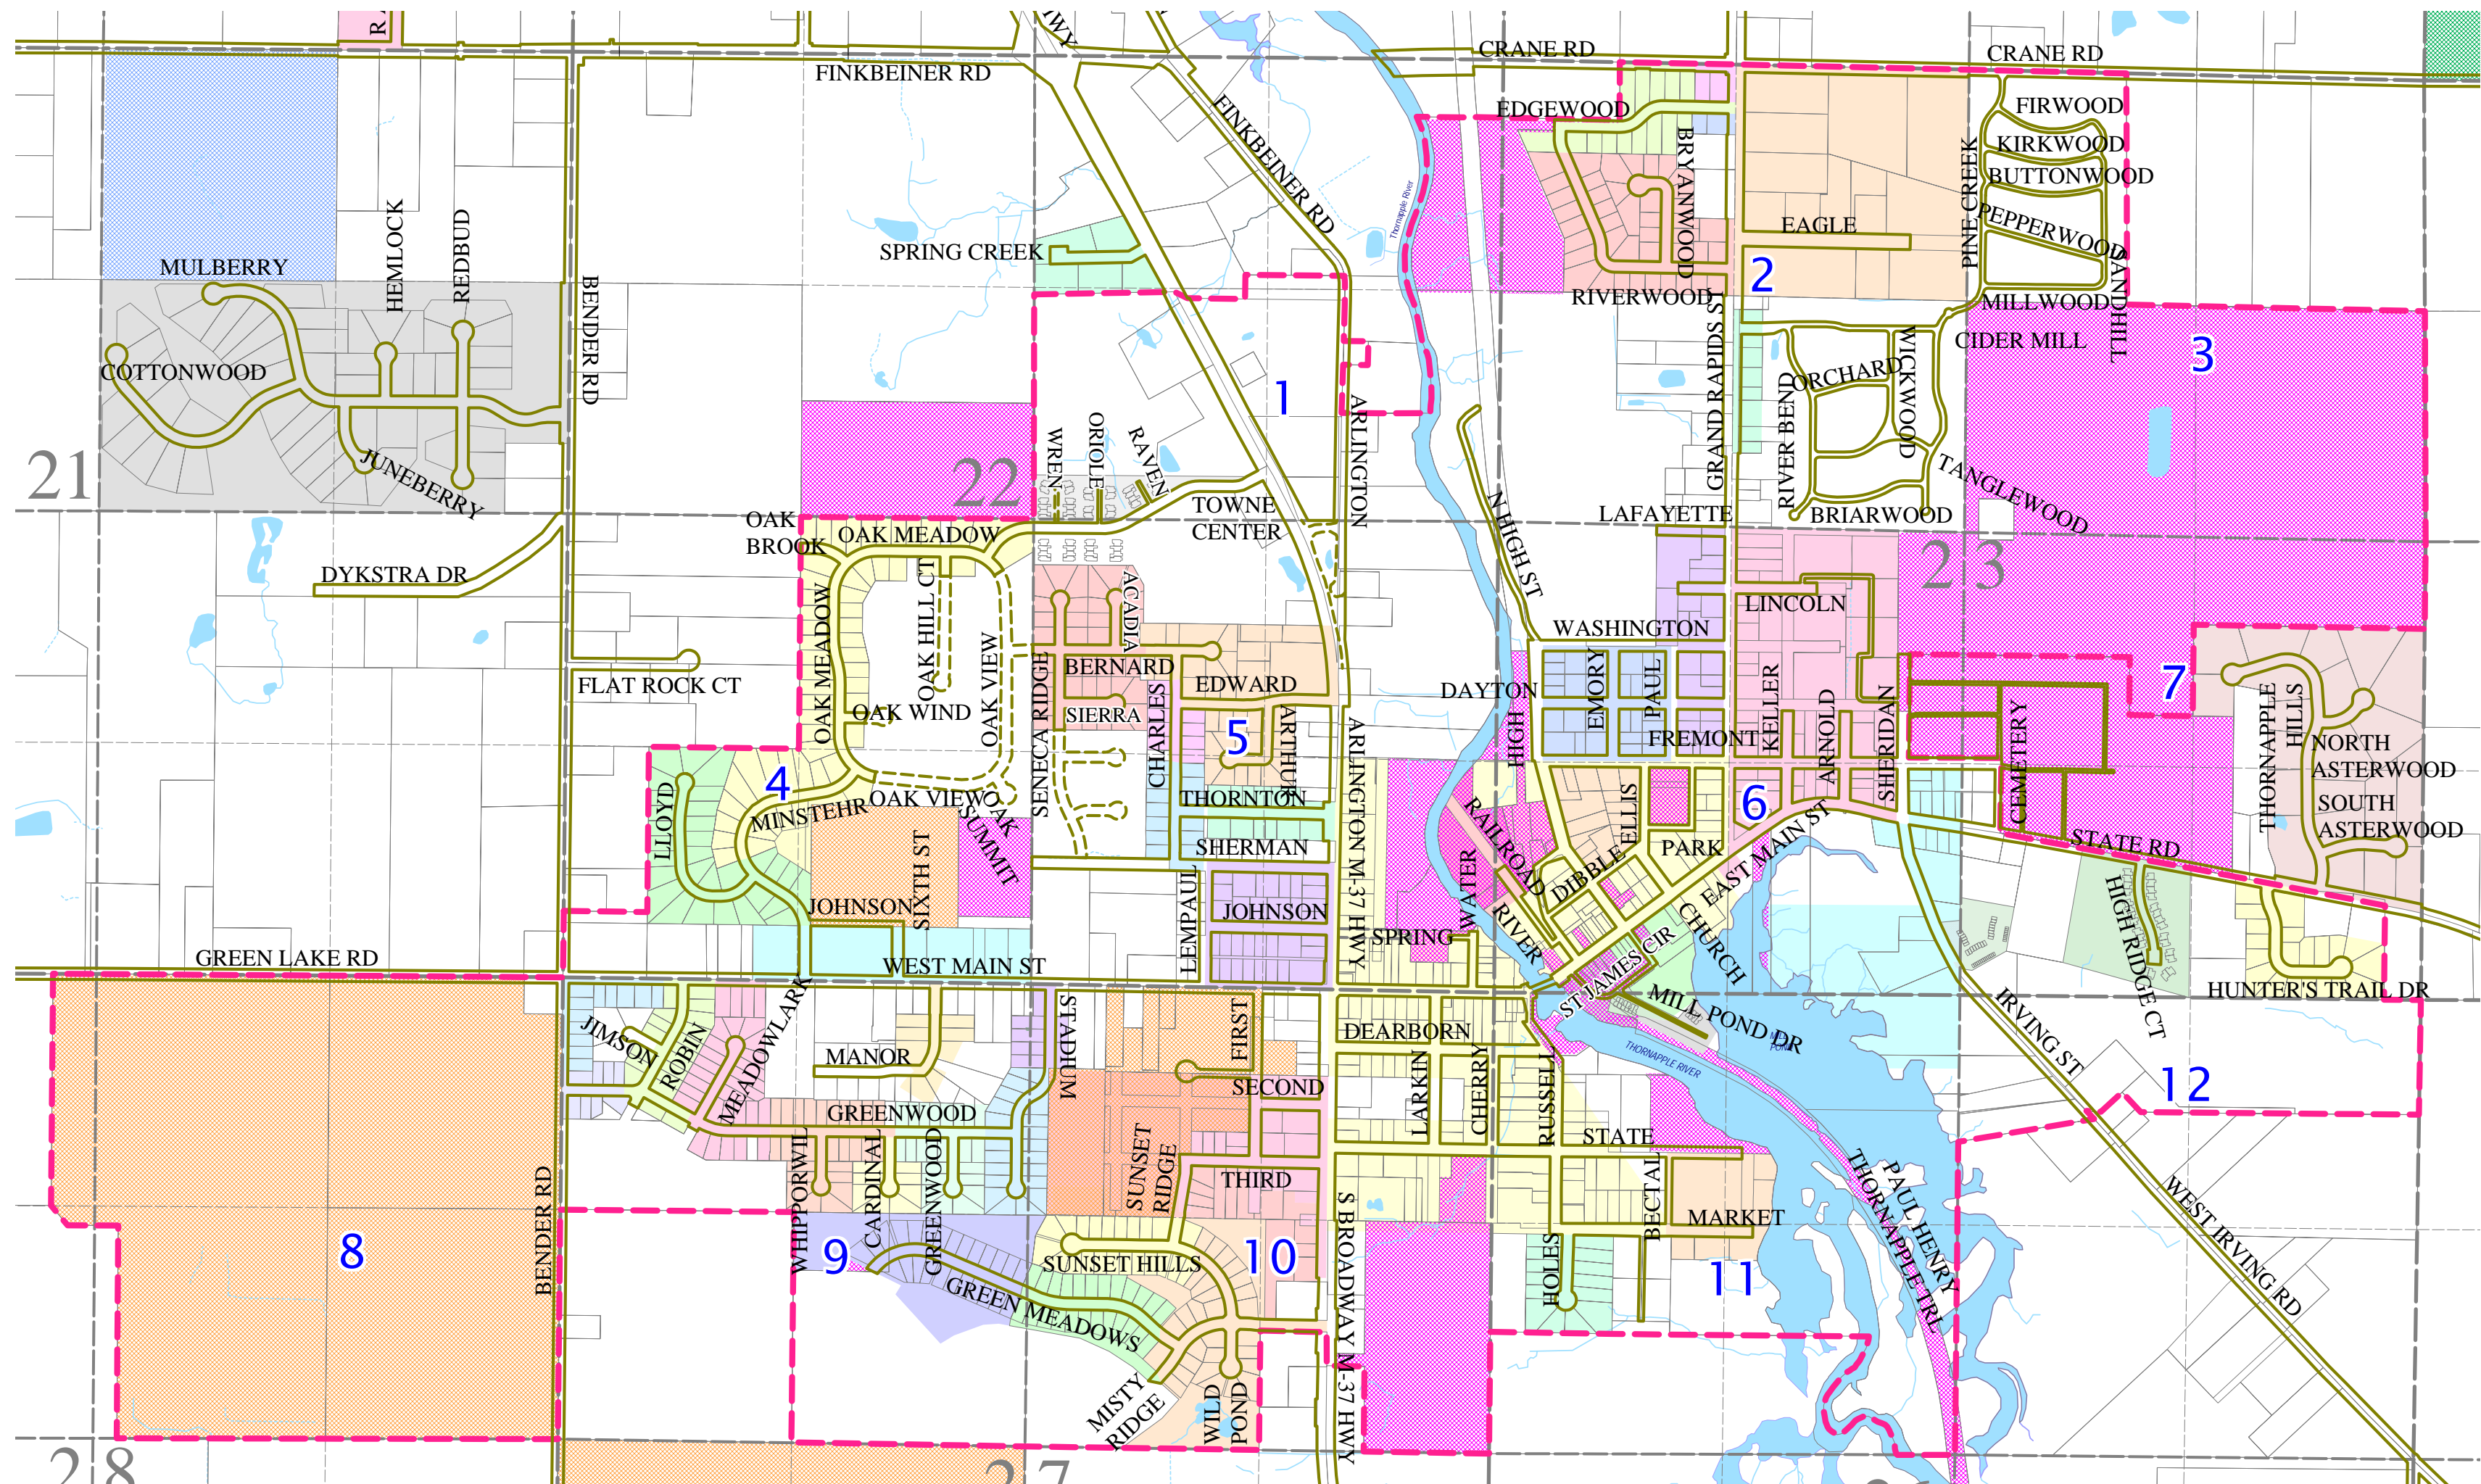 CRANE RD
CRANE RD
FINKBEINER RD
HWY
R
FINKBEINER RD
EDGEWOOD
BRYANWOOD
FIRWOOD
KIRKWOOD
BUTTONWOOD
PINE CREEK
PEPPERWOOD
SANDHILL
EAGLE
Thornapple River
HEMLOCK
REDBUD
MULBERRY
SPRING CREEK
BENDER RD
RIVERWOOD
2
MILLWOOD
CIDER MILL
3
GRAND RAPIDS ST
COTTONWOOD
1
ORCHARD
WICKWOOD
RIVER BEND
ARLINGTON
WREN
ORIOLE
RAVEN
21
22
JUNEBERRY
TANGLEWOOD
TOWNE
CENTER
N HIGH ST
LAFAYETTE
BRIARWOOD
OAK
BROOK
OAK MEADOW
23
DYKSTRA DR
OAK HILL CT
ACADIA
LINCOLN
OAK MEADOW
OAK VIEW
WASHINGTON
BERNARD
EMORY
PAUL
FLAT ROCK CT
SENECA RIDGE
EDWARD
DAYTON
7
OAK WIND
SIERRA
CHARLES
5
ARTHUR
HIGH
FREMONT
KELLER
ARNOLD
SHERIDAN
CEMETERY
THORNAPPLE
HILLS
NORTH
ASTERWOOD
4
OAK VIEW
OAK
SUMMIT
THORNTON
ARLINGTON M-37 HWY
6
SOUTH
ASTERWOOD
LLOYD
MINSTEHR
SIXTH ST
SHERMAN
RAILROAD
ELLIS
DIBBLE
PARK
EAST MAIN ST
STATE RD
JOHNSON
LEMPAUL
JOHNSON
WATER
RIVER
SPRING
CHURCH
HIGH RIDGE CT
GREEN LAKE RD
WEST MAIN ST
ST JAMES CIR
HUNTER'S TRAIL DR
MILL POND DR
IRVING ST
JIMSON
ROBIN
MEADOWLARK
MANOR
STADIUM
FIRST
DEARBORN
THORNAPPLE RIVER
POND
SECOND
LARKIN
CHERRY
RUSSELL
12
GREENWOOD
STATE
WHIPPORWIL
CARDINAL
GREENWOOD
SUNSET
RIDGE
THIRD
BECTAL
PAUL HENRY
THORNAPPLE TRL
WEST IRVING RD
BENDER RD
MARKET
8
9
SUNSET HILLS
10
HOLES
11
GREEN MEADOWS
S BROADWAY M-37 HWY
MISTY
RIDGE
WILD
POND
28
27